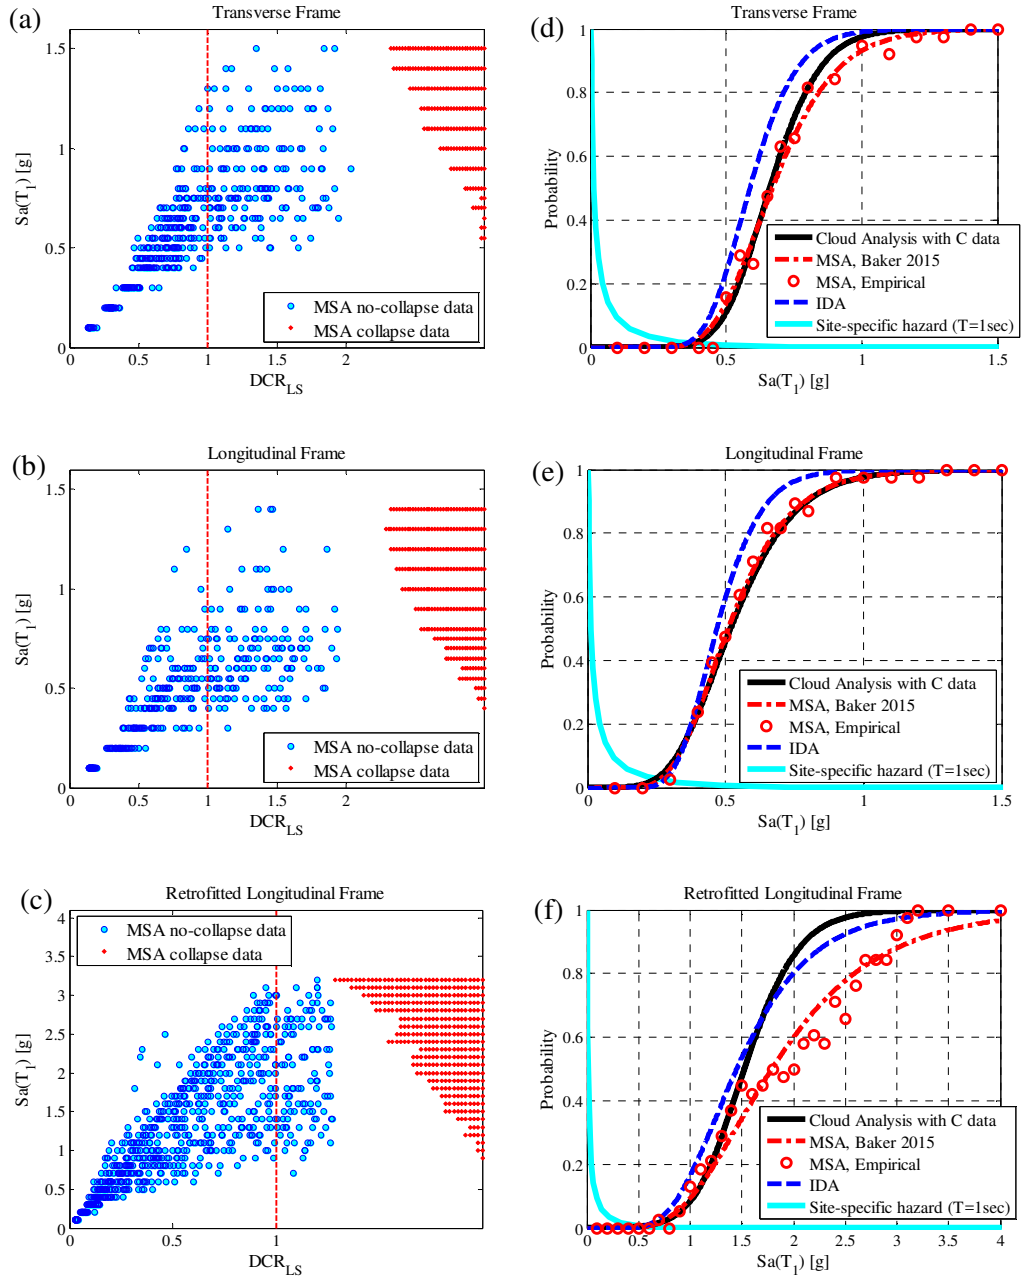 (a)
Transverse Frame
1.5
1
0.5
0
Sa(T1) [g]
MSA no-collapse data
MSA collapse data
0 0.5 1 1.5 2
DCRLS
(d)
Transverse Frame
1
0.8
0.6
0.4
0.2
0
Probability
Cloud Analysis with C data
MSA, Baker 2015
MSA, Empirical
IDA
Site-specific hazard (T=1sec)
0 0.5 1 1.5
Sa(T1) [g]
(b)
Longitudinal Frame
1.5
1
0.5
0
Sa(T1) [g]
MSA no-collapse data
MSA collapse data
0 0.5 1 1.5 2
DCRLS
(e)
Longitudinal Frame
1
0.8
0.6
0.4
0.2
0
Probability
Cloud Analysis with C data
MSA, Baker 2015
MSA, Empirical
IDA
Site-specific hazard (T=1sec)
0 0.5 1 1.5
Sa(T1) [g]
(c)
Retrofitted Longitudinal Frame
4
3.5
3
2.5
2
1.5
1
0.5
0
Sa(T1) [g]
MSA no-collapse data
MSA collapse data
0.5 1
DCRLS
(f)
Retrofitted Longitudinal Frame
1
0.8
0.6
0.4
0.2
0
Probability
Cloud Analysis with C data
MSA, Baker 2015
MSA, Empirical
IDA
Site-specific hazard (T=1sec)
0 0.5 1 1.5 2 2.5 3 3.5 4
Sa(T1) [g]